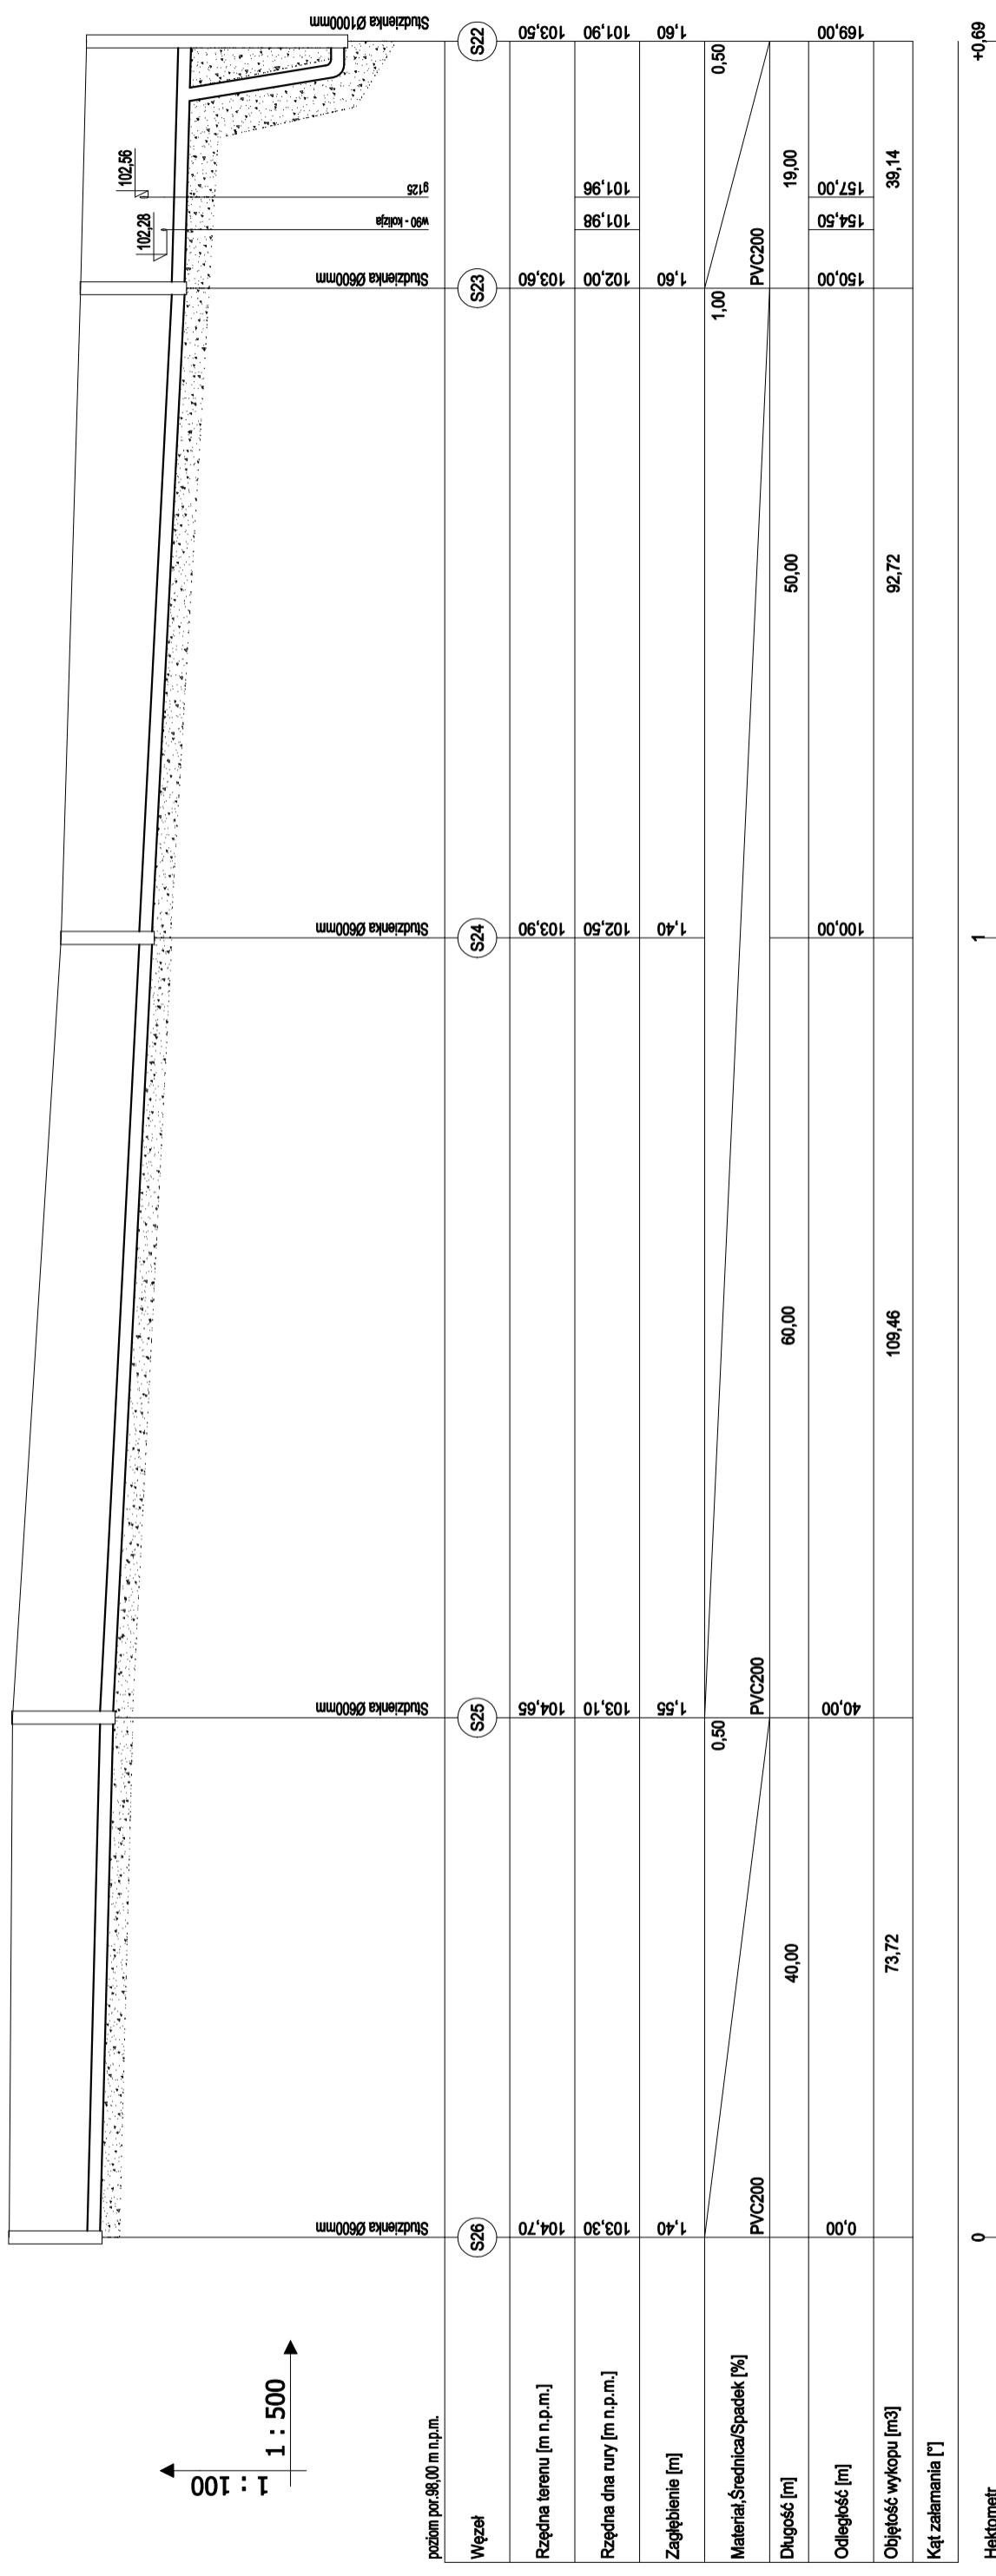 1 : 100
1 : 500
102,28
102,56
Studzienka Ø600mm
Studzienka Ø600mm
Studzienka Ø600mm
Studzienka Ø600mm
w90 - kolizja
g125
Studzienka Ø1000mm
poziom por.98,00 m n.p.m.
Węzeł
S26
S25
S24
S23
S22
Rzędna terenu [m n.p.m.]
104,70
104,65
103,90
103,60
103,50
Rzędna dna rury [m n.p.m.]
103,30
103,10
102,50
102,00
101,98
101,96
101,90
Zagłębienie [m]
1,40
1,55
1,40
1,60
1,60
Materiał,Średnica/Spadek [%]
PVC200
0,50
PVC200
1,00
PVC200
0,50
Długość [m]
40,00
60,00
50,00
19,00
Odległość [m]
0,00
40,00
100,00
150,00
154,50
157,00
169,00
Objętość wykopu [m3]
73,72
109,46
92,72
39,14
Kąt załamania [°]
Hektometr
0
1
+0,69